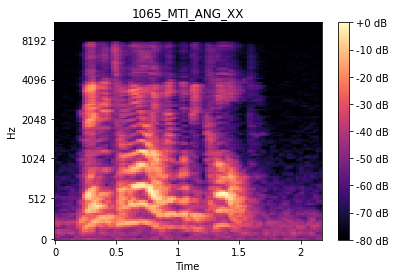 1065_MTI_ANG_XX
+0 dB
8192
-10 dB
4096
-20 dB
-30 dB
2048
Hz
-40 dB
1024
-50 dB
512
-60 dB
-70 dB
0
-80 dB
0
0.5
1
1.5
2
Time